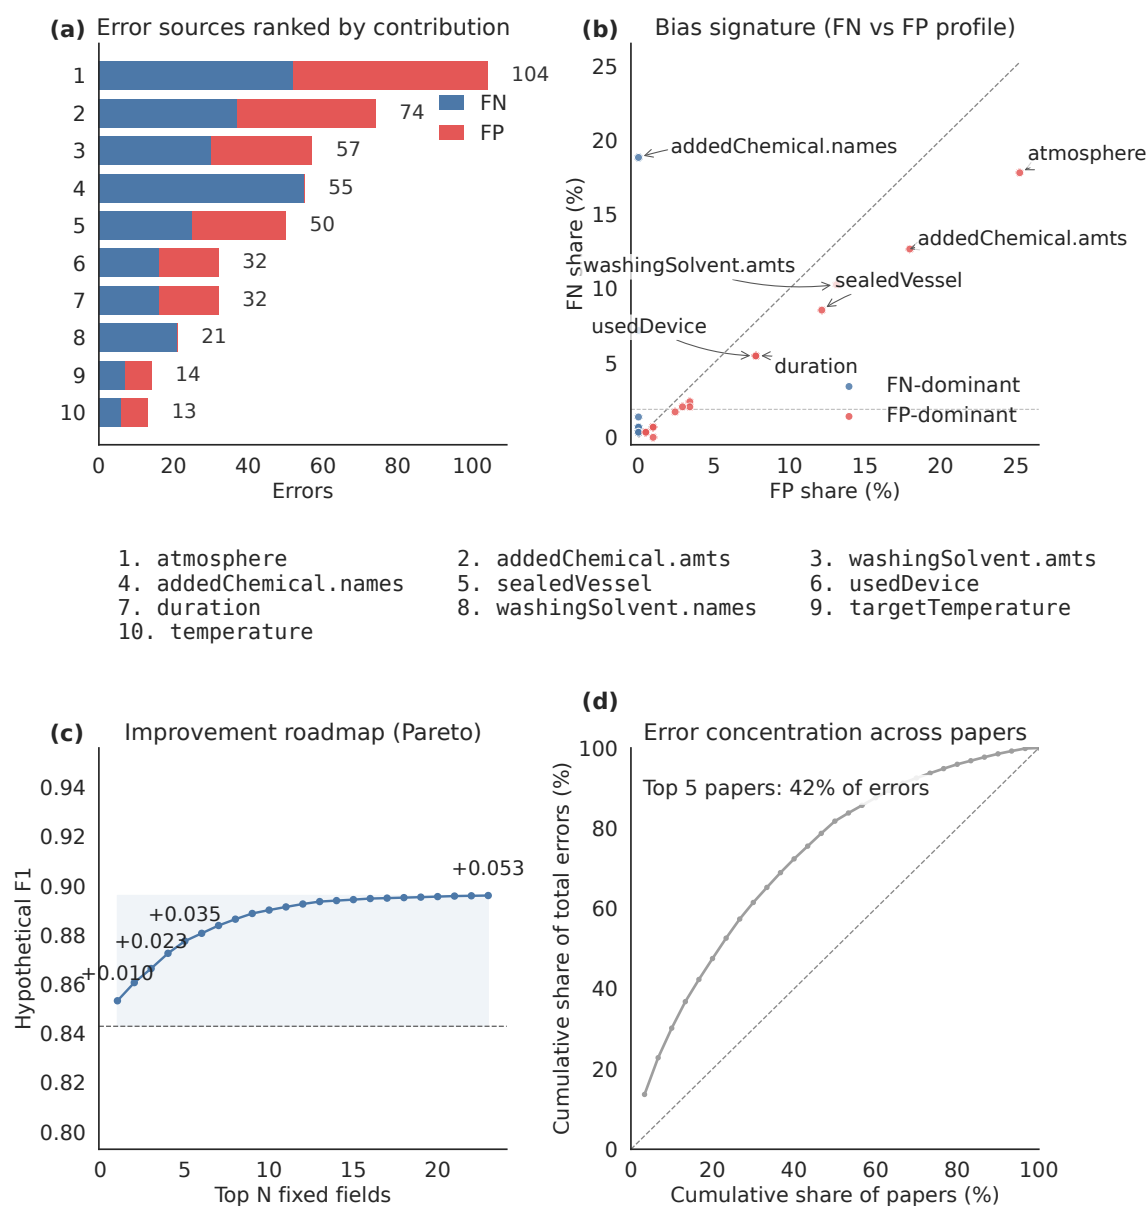 (a) Error sources ranked by contribution
1
2
3
4
5
6
7
8
9
10
104
74
57
55
50
32
32
21
14
13
FN
FP
0 20 40 60 80 100
Errors
(b) Bias signature (FN vs FP profile)
25
20
15
10
5
0
FN share (%)
addedChemical.names
atmosphere
addedChemical.amts
washingSolvent.amts
sealedVessel
usedDevice
duration
FN-dominant
FP-dominant
0 5 10 15 20 25
FP share (%)
1. atmosphere 2. addedChemical.amts 3. washingSolvent.amts
4. addedChemical.names 5. sealedVessel 6. usedDevice
7. duration 8. washingSolvent.names 9. targetTemperature
10. temperature
(c) Improvement roadmap (Pareto)
0.94
0.92
0.90
0.88
0.86
0.84
0.82
0.80
Hypothetical F1
+0.053
+0.035
+0.023
+0.010
0 5 10 15 20
Top N fixed fields
(d)
Error concentration across papers
100
80
60
40
20
0
Cumulative share of total errors (%)
Top 5 papers: 42% of errors
0 20 40 60 80 100
Cumulative share of papers (%)